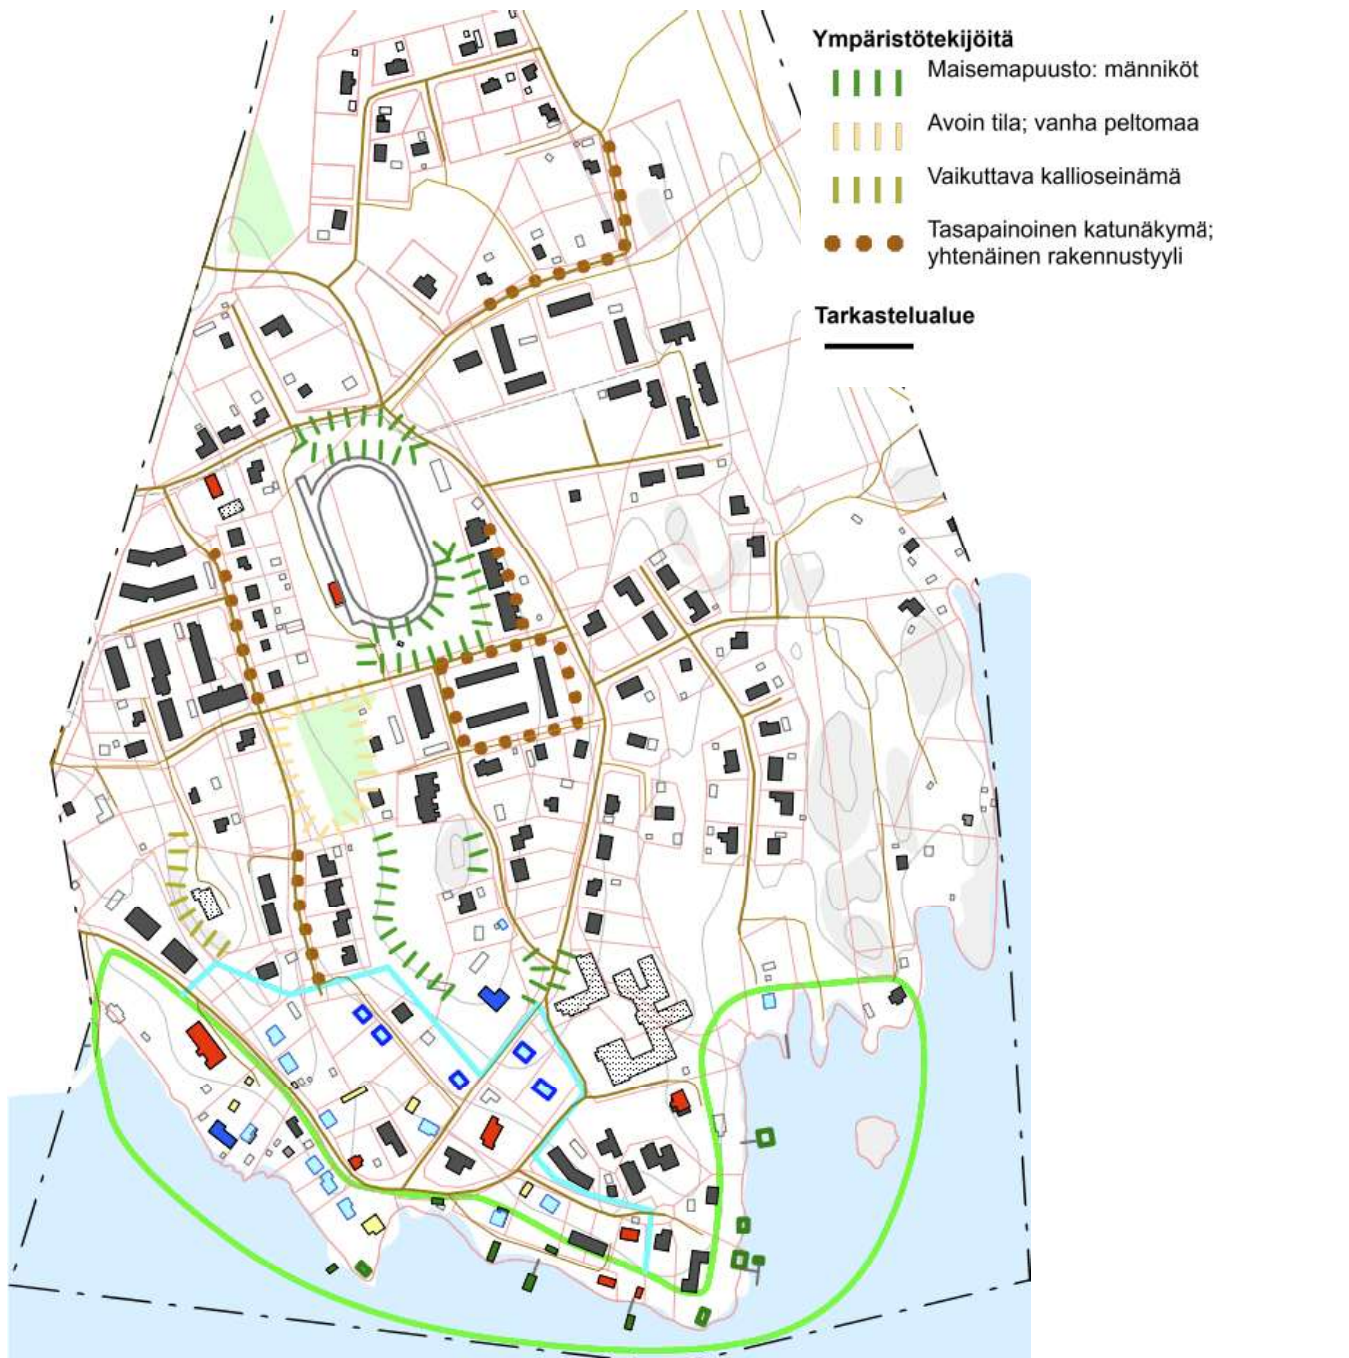 Ympäristötekijöitä
Maisemapuusto: männiköt
Avoin tila; vanha peltomaa
Vaikuttava kallioseinämä
Tasapainoinen katunäkymä;
yhtenäinen rakennustyyli
Tarkastelualue